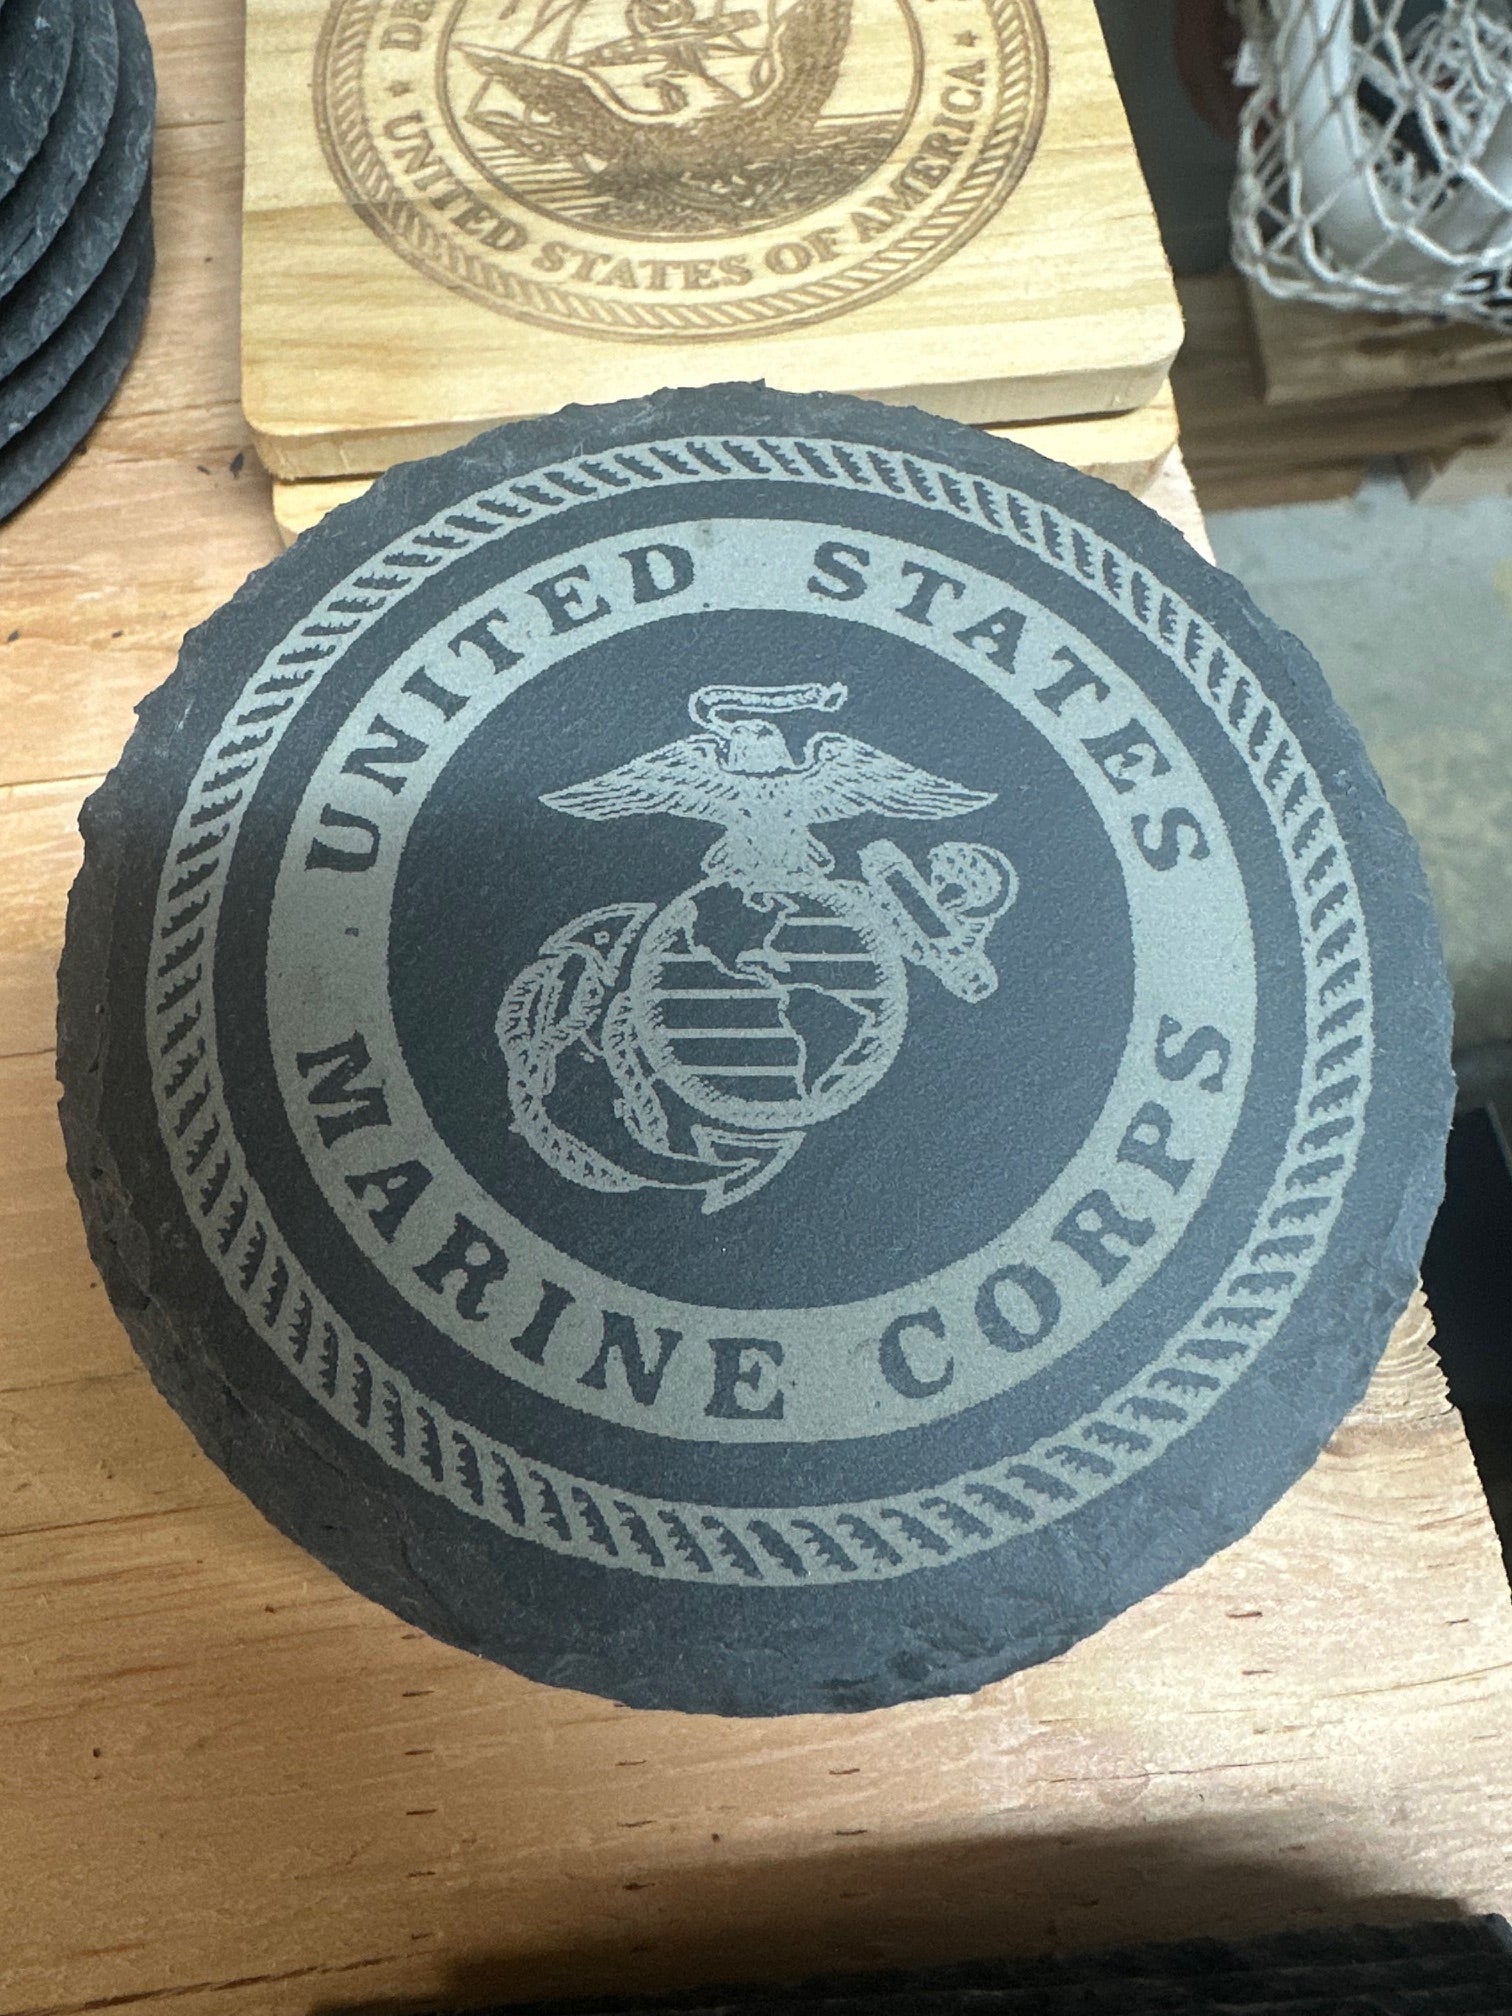 UNITED STATES OF AMERICA
UNITED STATES
MARINE CORPS